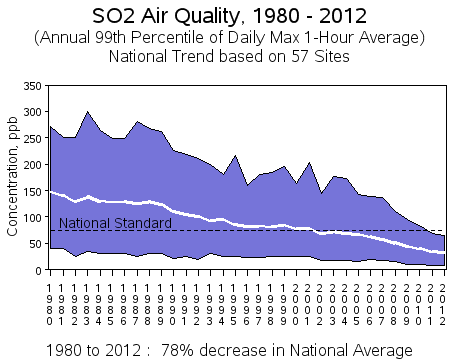 SO2 Air Quality, 1980 - 2012
(Annual 99th Percentile of Daily Max 1-Hour Average)
National Trend based on 57 Sites
Concentration, ppb
350
300
250
200
150
100
50
0
National Standard
1980 1981 1982 1983 1984 1985 1986 1987 1988 1989 1990 1991 1992 1993 1994 1995 1996 1997 1998 1999 2000 2001 2002 2003 2004 2005 2006 2007 2008 2009 2010 2011 2012
1980 to 2012 : 78% decrease in National Average